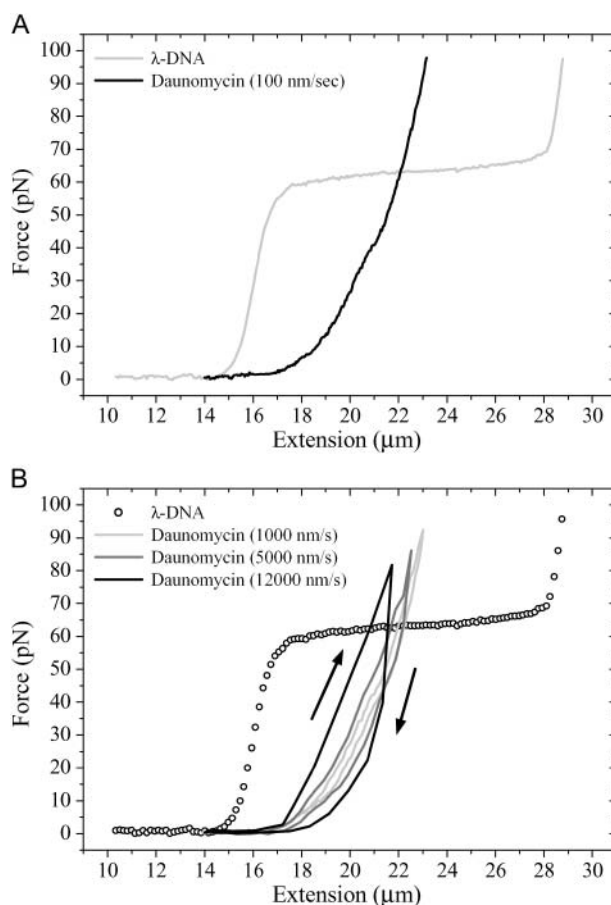 A
λ-DNA
Daunomycin (100 nm/sec)
100
90
80
70
60
50
40
30
20
10
0
Force (pN)
10 12 14 16 18 20 22 24 26 28 30
Extension (μm)
B
λ-DNA
Daunomycin (1000 nm/s)
Daunomycin (5000 nm/s)
Daunomycin (12000 nm/s)
100
90
80
70
60
50
40
30
20
10
0
Force (pN)
10 12 14 16 18 20 22 24 26 28 30
Extension (μm)